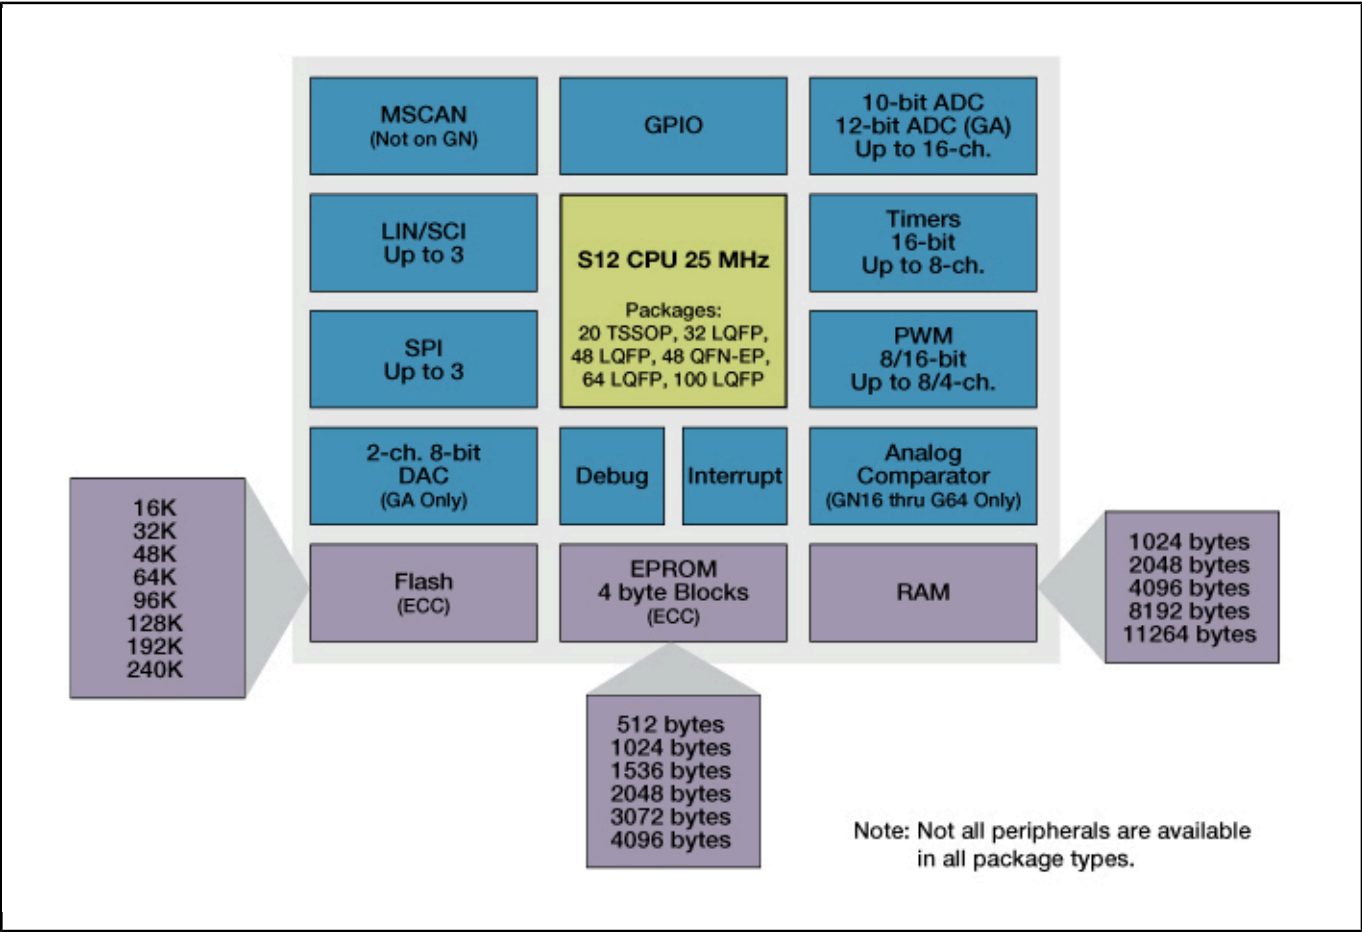 MSCAN
(Not on GN)
GPIO
10-bit ADC
12-bit ADC (GA)
Up to 16-ch.
LIN/SCI
Up to 3
S12 CPU 25 MHz
Packages:
20 TSSOP, 32 LQFP,
48 LQFP, 48 QFN-EP,
64 LQFP, 100 LQFP
Timers
16-bit
Up to 8-ch.
SPI
Up to 3
PWM
8/16-bit
Up to 8/4-ch.
2-ch. 8-bit
DAC
(GA Only)
Debug
Interrupt
Analog
Comparator
(GN16 thru G64 Only)
Flash
(ECC)
EPROM
4 byte Blocks
(ECC)
RAM
16K
32K
48K
64K
96K
128K
192K
240K
1024 bytes
2048 bytes
4096 bytes
8192 bytes
11264 bytes
512 bytes
1024 bytes
1536 bytes
2048 bytes
3072 bytes
4096 bytes
Note: Not all peripherals are available
in all package types.